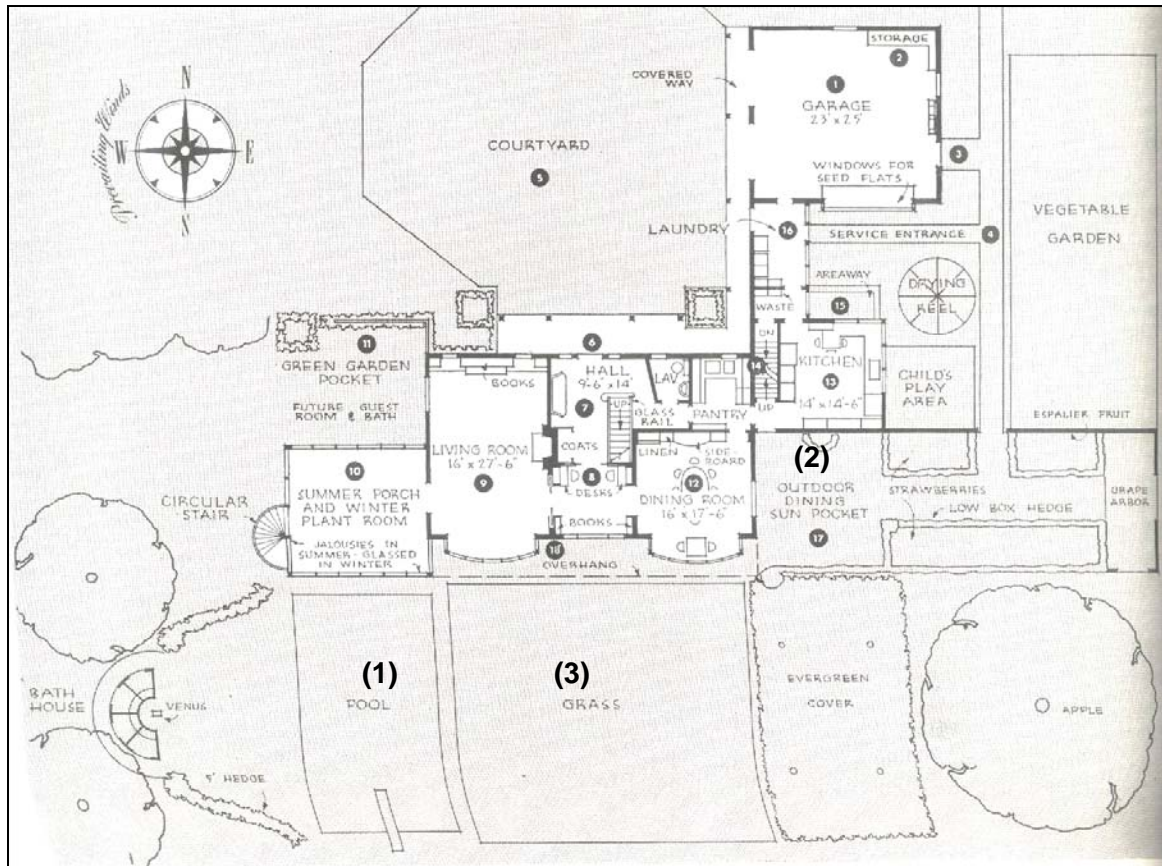 STORAGE
2
COVERED
WAY
1
GARAGE
23' x 25'
N
W E
S
Prevailing Winds
COURTYARD
5
3
WINDOWS FOR
SEED FLATS
VEGETABLE
GARDEN
LAUNDRY
16
SERVICE ENTRANCE
4
AREAWAY
15
DRYING
REEL
WASTE
6
11
GREEN GARDEN
POCKET
FUTURE GUEST
ROOM & BATH
BOOKS
HALL
9'-6" x 14'
7
LAV
UP
GLASS
RAIL
PANTRY
DN
14
UP
KITCHEN
13
14' x 14'-6"
CHILD'S
PLAY
AREA
ESPALIER FRUIT
LIVING ROOM
16' x 27'-6"
9
COATS
8
DESKS
BOOKS
LINEN
SIDE-
BOARD
12
DINING ROOM
16' x 17'-6"
(2)
OUTDOOR
DINING
SUN POCKET
17
STRAWBERRIES
LOW BOX HEDGE
GRAPE
ARBOR
10
SUMMER PORCH
AND WINTER
PLANT ROOM
CIRCULAR
STAIR
JALOUSIES IN
SUMMER-GLASSED
IN WINTER
18
OVERHANG
(1)
POOL
(3)
GRASS
EVERGREEN
COVER
APPLE
BATH
HOUSE
VENUS
5' HEDGE